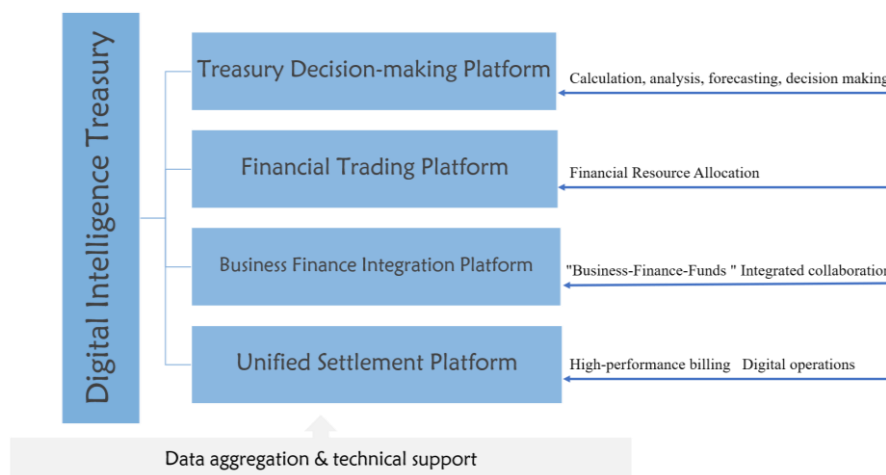 Digital Intelligence Treasury
Treasury Decision-making Platform
Calculation, analysis, forecasting, decision making
Financial Trading Platform
Financial Resource Allocation
Business Finance Integration Platform
"Business-Finance-Funds " Integrated collaboration
Unified Settlement Platform
High-performance billing Digital operations
Data aggregation & technical support